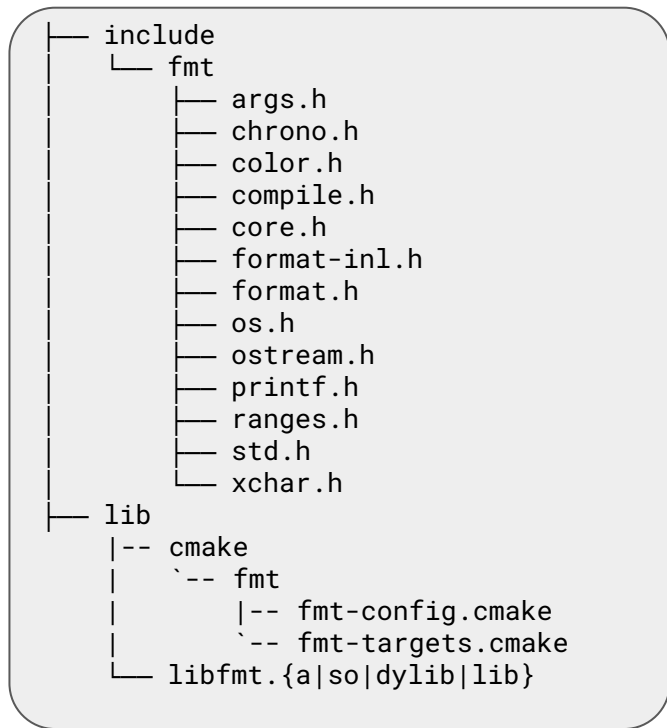 ├── include
│   └── fmt
│       ├── args.h
│       ├── chrono.h
│       ├── color.h
│       ├── compile.h
│       ├── core.h
│       ├── format-inl.h
│       ├── format.h
│       ├── os.h
│       ├── ostream.h
│       ├── printf.h
│       ├── ranges.h
│       ├── std.h
│       └── xchar.h
├── lib
    |-- cmake
    |   `-- fmt
    |       |-- fmt-config.cmake
    |       `-- fmt-targets.cmake
    └── libfmt.{a|so|dylib|lib}